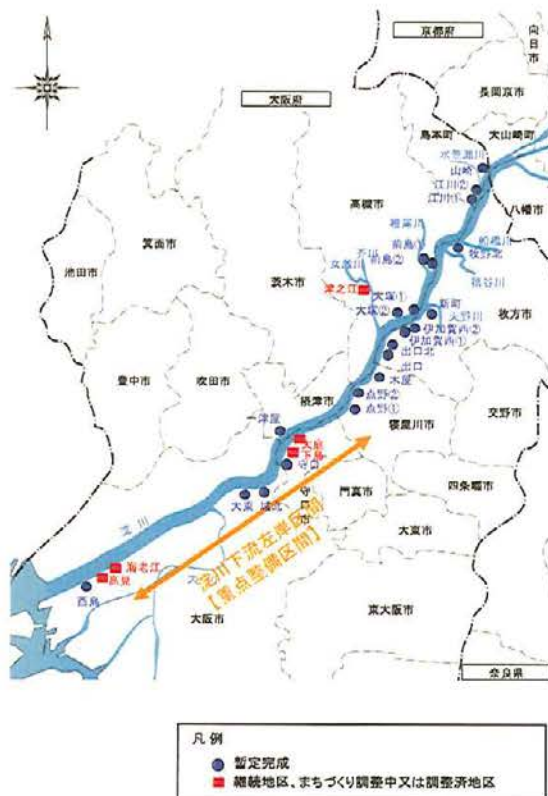 京都府
向日市
長岡京市
大阪府
島本町
大山崎町
水無瀬川
山崎
江川②
江川①
八幡市
高槻市
檜尾川
前島①
前島②
船橋川
牧野北
穂谷川
箕面市
池田市
茨木市
芥川
女瀬川
津之江
大塚①
大塚②
新町
天野川
枚方市
伊加賀西②
伊加賀西①
出口北
出口
木屋
豊中市
吹田市
摂津市
点野②
点野①
寝屋川市
交野市
津屋
大庭
下島
寺口
守口市
門真市
四条畷市
大東
城北
大東市
淀川
淀川下流左岸区間
【重点整備区間】
海老江
高見
酉島
大阪市
東大阪市
奈良県
凡例
暫定完成
継続地区、まちづくり調整中又は調整済地区